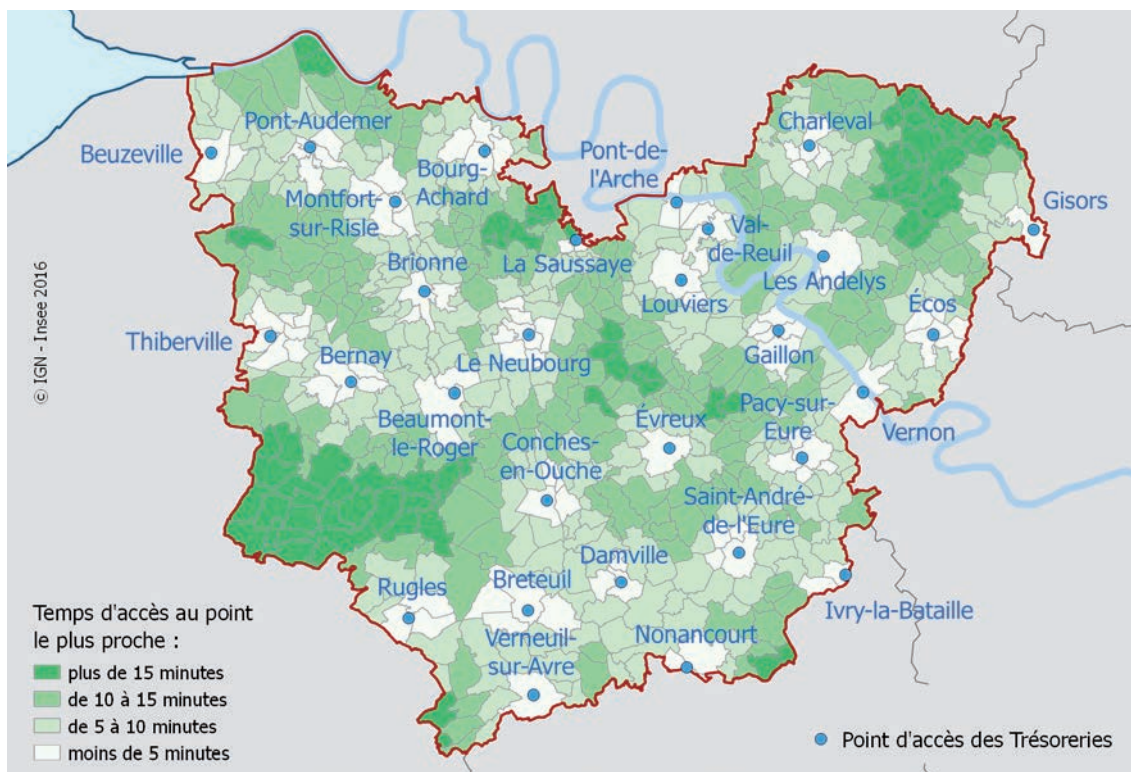 Pont-Audemer
Beuzeville
Bourg-
Achard
Montfort-
sur-Risle
Charleval
Pont-de-
l'Arche
Gisors
Val-
de-Reuil
La Saussaye
Brionne
Louviers
Les Andelys
Écos
© IGN - Insee 2016
Thiberville
Bernay
Le Neubourg
Gaillon
Beaumont-
le-Roger
Conches-
en-Ouche
Évreux
Pacy-sur-
Eure
Vernon
Saint-André-
de-l'Eure
Damville
Rugles
Breteuil
Ivry-la-Bataille
Verneuil-
sur-Avre
Nonancourt
Temps d'accès au point
le plus proche :
plus de 15 minutes
de 10 à 15 minutes
de 5 à 10 minutes
moins de 5 minutes
Point d'accès des Trésoreries